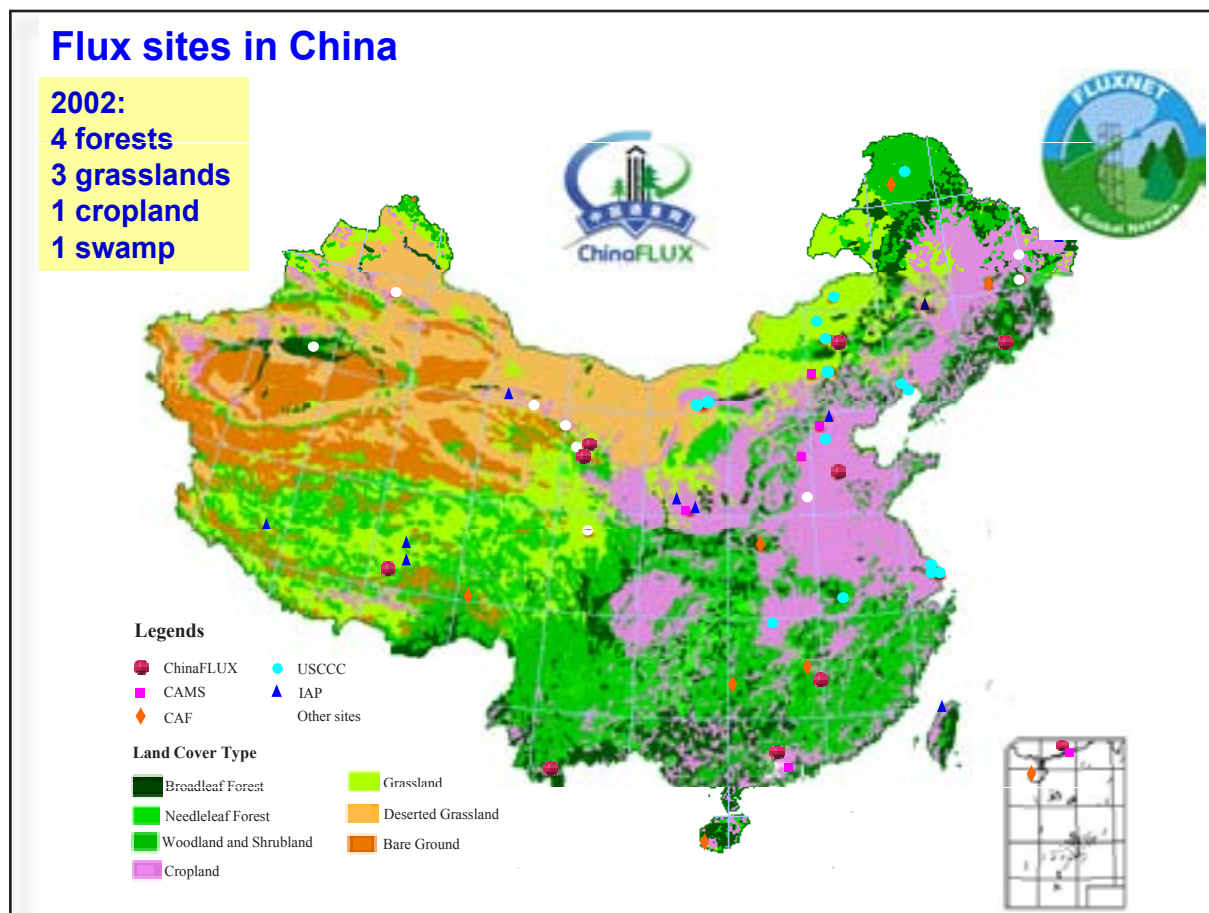 Flux sites in China
2002:
4 forests
3 grasslands
1 cropland
1 swamp
ChinaFLUX
FLUXNET
A Global Network
Legends
ChinaFLUX
USCCC
CAMS
IAP
CAF
Other sites
Land Cover Type
Broadleaf Forest
Grassland
Needleleaf Forest
Deserted Grassland
Woodland and Shrubland
Bare Ground
Cropland